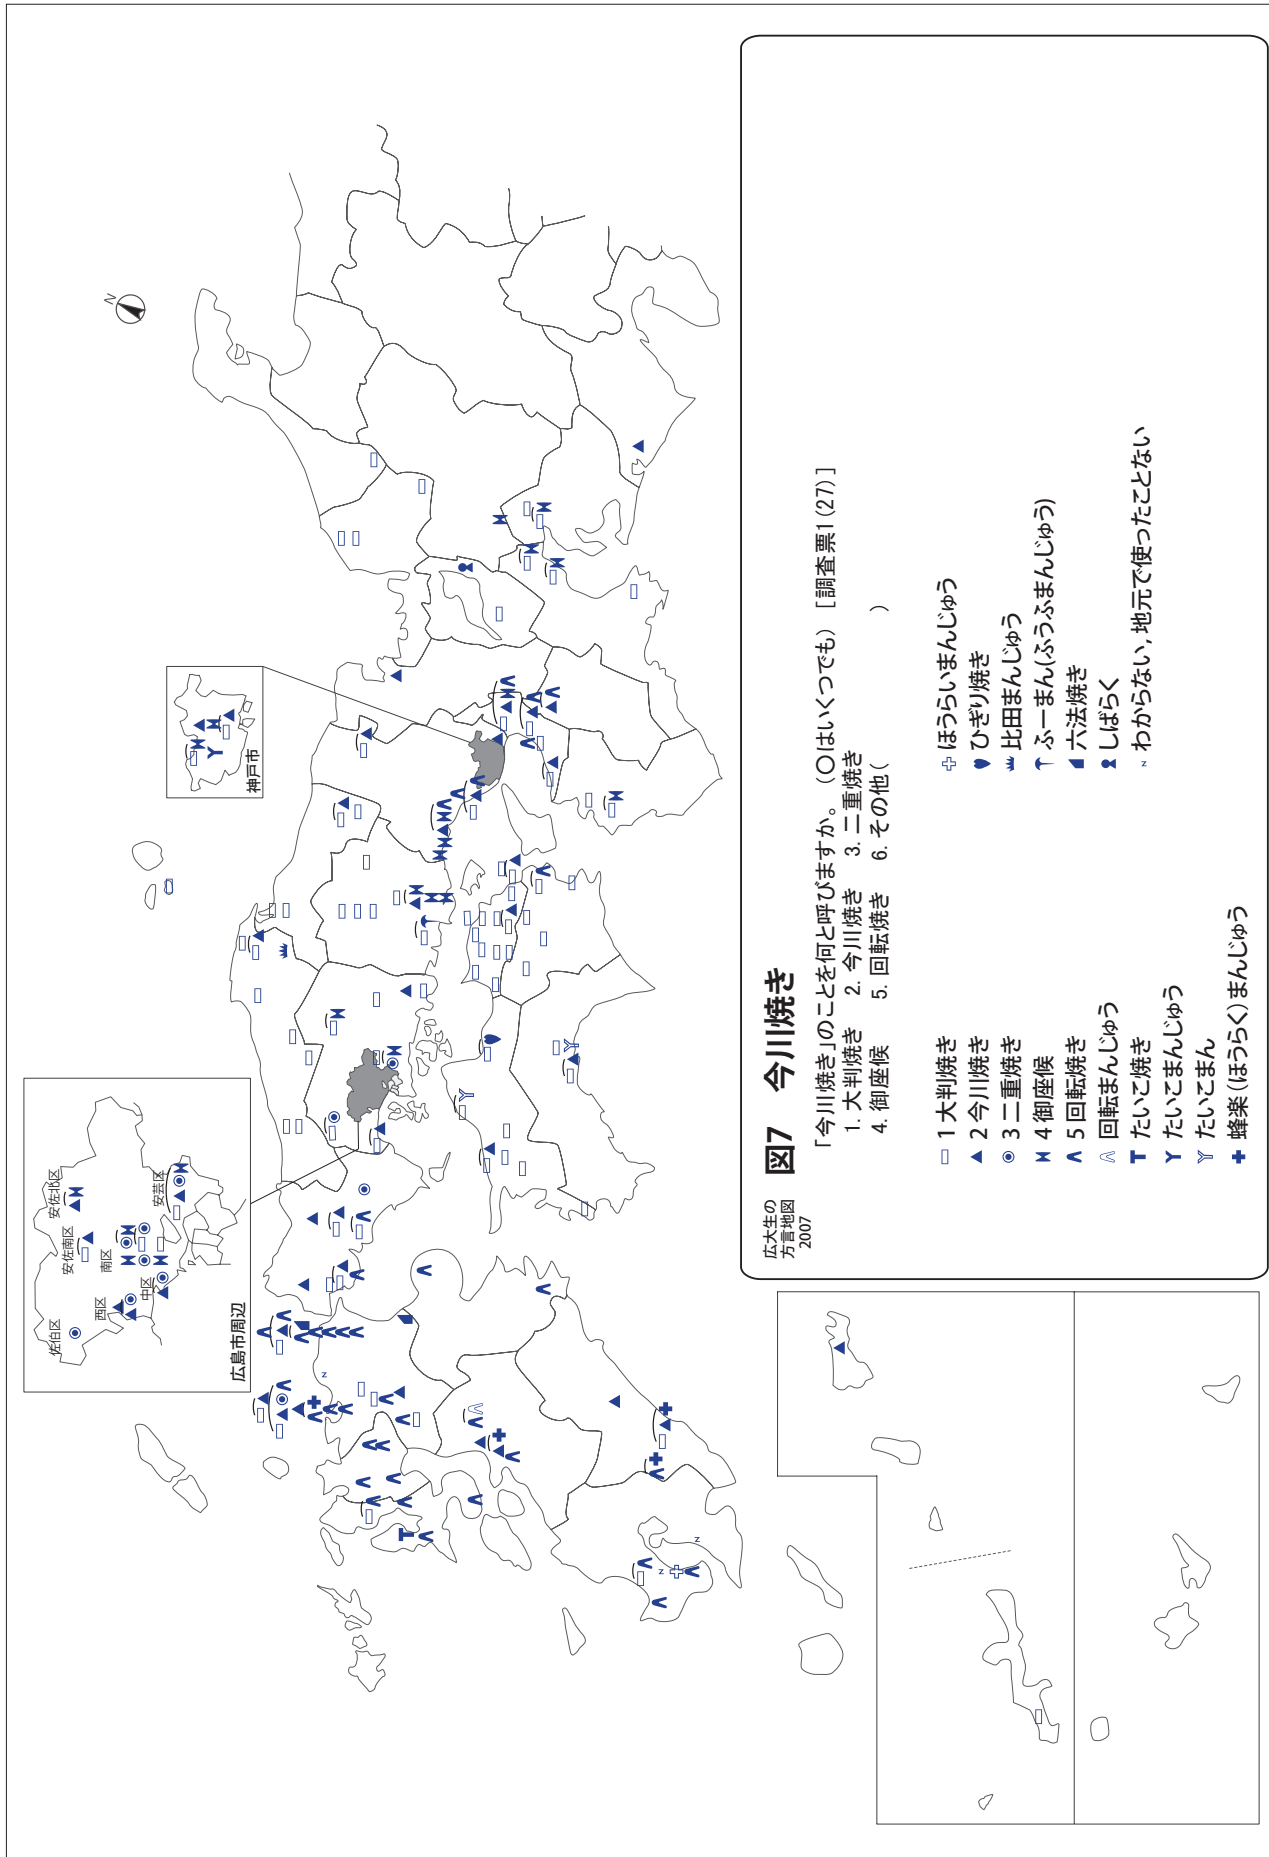 広大生の
方言地図
2007
図7 今川焼き
「今川焼き」のことを何と呼びますか。(〇はいくつでも) [調査票1(27)]
1. 大判焼き 2. 今川焼き 3. 二重焼き
4. 御座候 5. 回転焼き 6. その他( )
1 大判焼き
2 今川焼き
3 二重焼き
4 御座候
5 回転焼き
回転まんじゅう
たいこ焼き
たいこまんじゅう
たいこまん
蜂楽(ほうらく)まんじゅう
ほうらいまんじゅう
ひぎり焼き
比田まんじゅう
ふーまん(ふうふまんじゅう)
六法焼き
しばらく
わからない, 地元で使ったことない
広島市周辺
佐伯区
西区
中区
南区
安佐南区
安佐北区
安芸区
神戸市
N